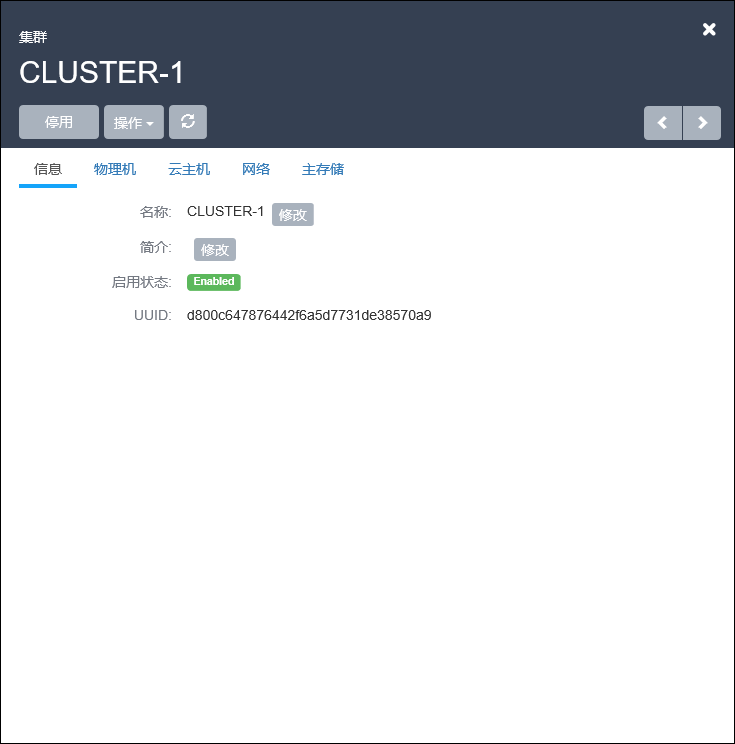 集群
CLUSTER-1
停用 操作
信息 物理机 云主机 网络 主存储
名称: CLUSTER-1 修改
简介: 修改
启用状态: Enabled
UUID: d800c647876442f6a5d7731de38570a9